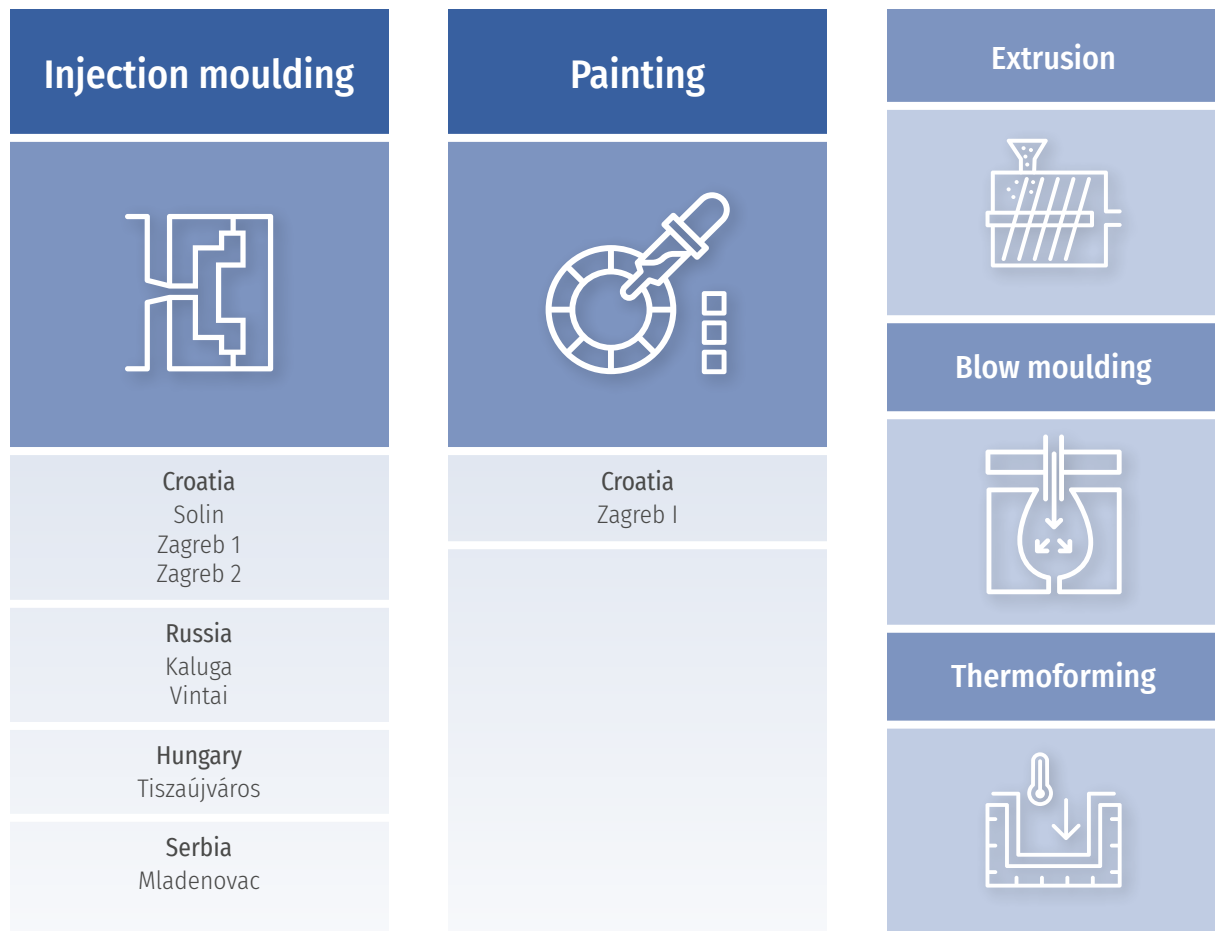 Injection moulding
Croatia
Solin
Zagreb 1
Zagreb 2
Russia
Kaluga
Vintai
Hungary
Tiszaújváros
Serbia
Mladenovac
Painting
Croatia
Zagreb I
Extrusion
Blow moulding
Thermoforming